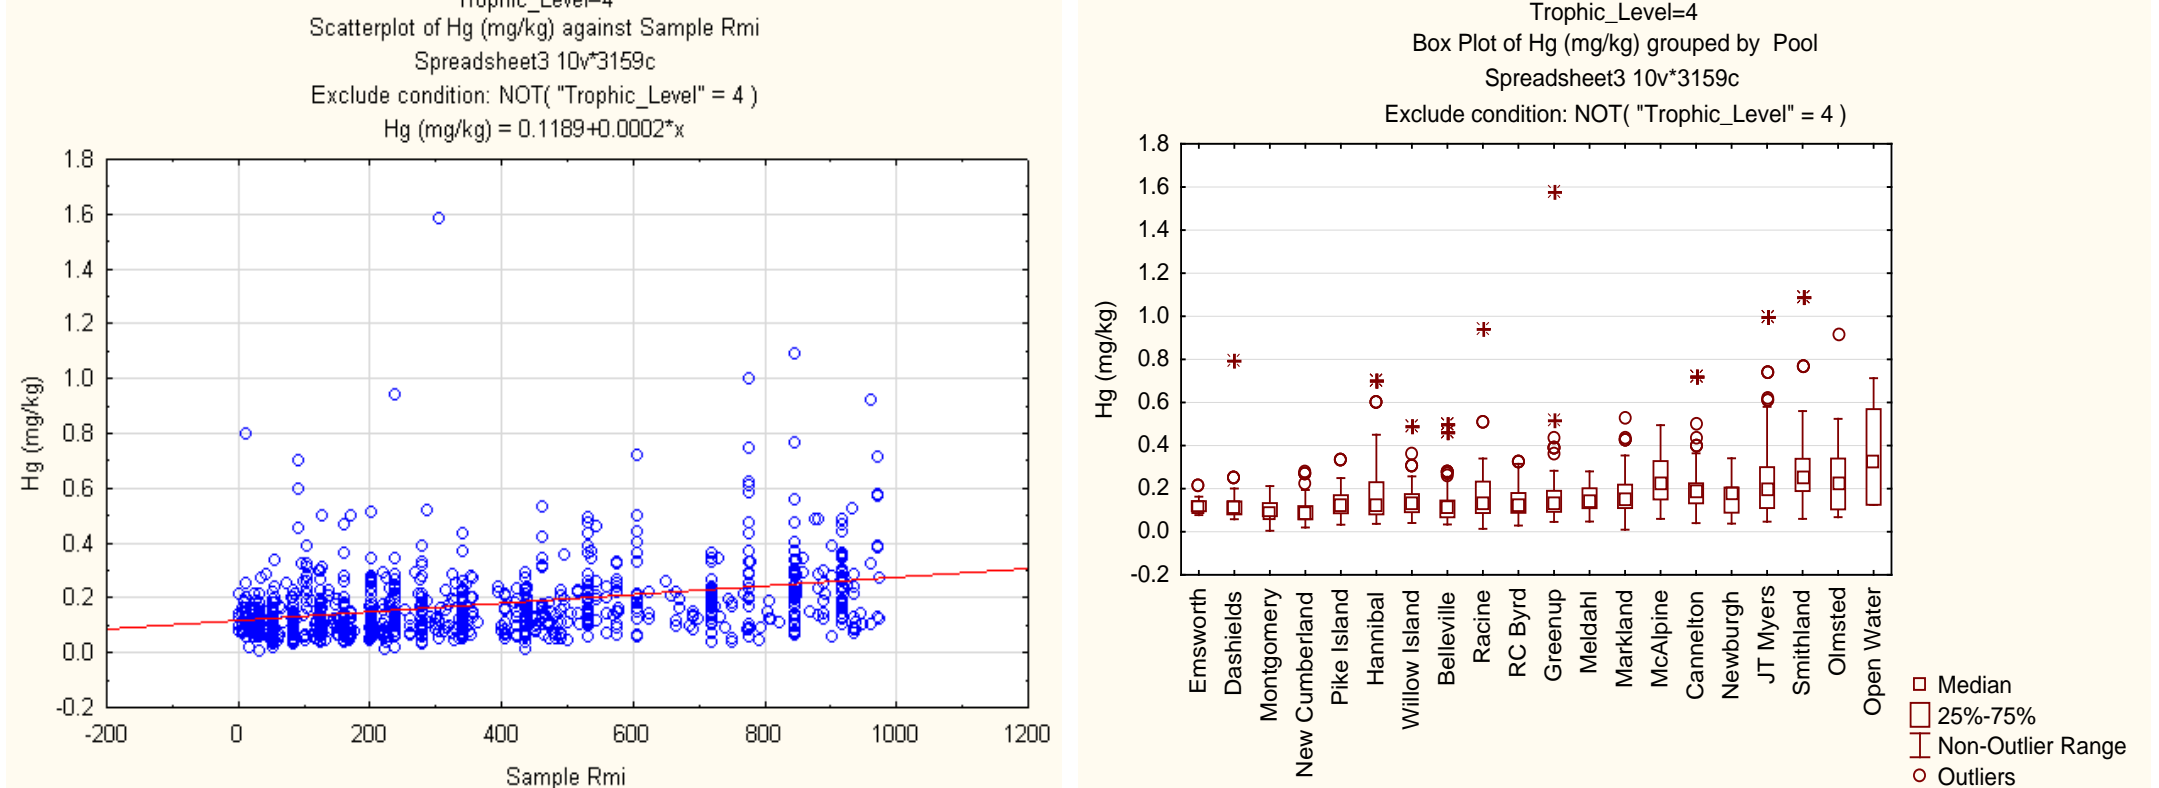 Trophic_Level=4
Scatterplot of Hg (mg/kg) against Sample Rmi
Spreadsheet3 10v*3159c
Exclude condition: NOT( "Trophic_Level" = 4 )
Hg (mg/kg) = 0.1189+0.0002*x
1.8
1.6
1.4
1.2
1.0
0.8
0.6
0.4
0.2
0.0
-0.2
Hg (mg/kg)
-200 0 200 400 600 800 1000 1200
Sample Rmi
Trophic_Level=4
Box Plot of Hg (mg/kg) grouped by Pool
Spreadsheet3 10v*3159c
Exclude condition: NOT( "Trophic_Level" = 4 )
1.8
1.6
1.4
1.2
1.0
0.8
0.6
0.4
0.2
0.0
-0.2
Hg (mg/kg)
Emsworth
Dashields
Montgomery
New Cumberland
Pike Island
Hannibal
Willow Island
Belleville
Racine
RC Byrd
Greenup
Meldahl
Markland
McAlpine
Cannelton
Newburgh
JT Myers
Smithland
Olmsted
Open Water
Median
25%-75%
Non-Outlier Range
Outliers